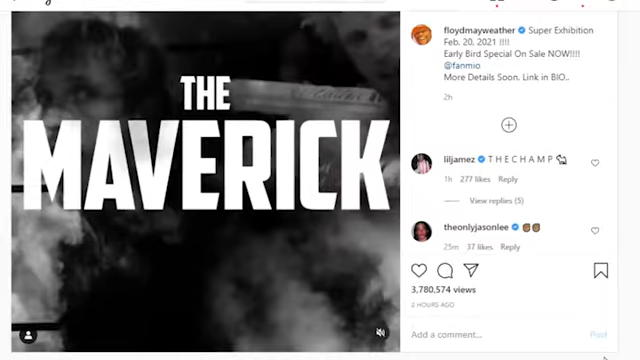 THE
MAVERICK
floydmayweather Super Exhibition
Feb. 20, 2021 !!!!
Early Bird Special On Sale NOW!!!!
@fanmio
More Details Soon. Link in BIO..
2h
liljamez T H E C H A M P
1h 277 likes Reply
View replies (5)
theonlyjasonlee
25m 37 likes Reply
3,780,574 views
2 HOURS AGO
Add a comment...
Post